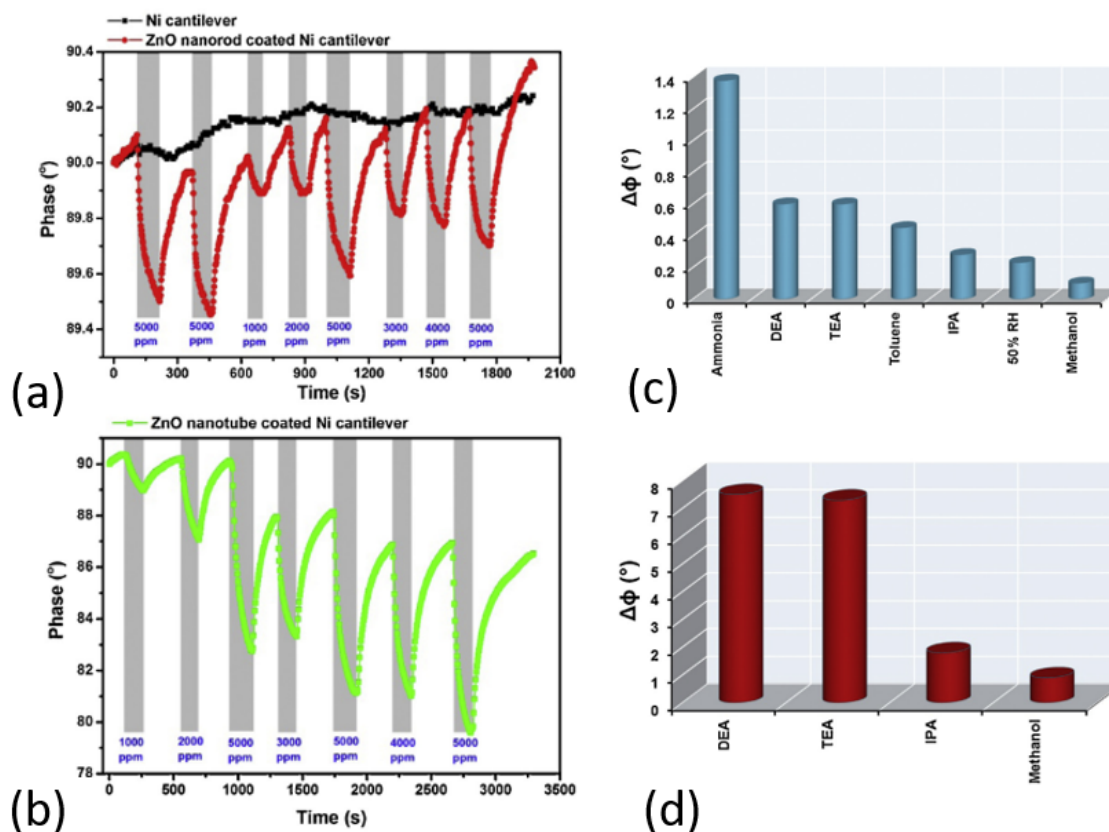 Ni cantilever
ZnO nanorod coated Ni cantilever
90.4
90.2
90.0
89.8
89.6
89.4
Phase (°)
5000 ppm
5000 ppm
1000 ppm
2000 ppm
5000 ppm
3000 ppm
4000 ppm
5000 ppm
0 300 600 900 1200 1500 1800 2100
Time (s)
(a)
1.4
1.2
1
0.8
0.6
0.4
0.2
0
Δϕ (°)
Ammonia
DEA
TEA
Toluene
IPA
50% RH
Methanol
(c)
ZnO nanotube coated Ni cantilever
90
88
86
84
82
80
78
Phase (°)
1000 ppm
2000 ppm
5000 ppm
3000 ppm
5000 ppm
4000 ppm
5000 ppm
0 500 1000 1500 2000 2500 3000 3500
Time (s)
(b)
8
7
6
5
4
3
2
1
0
Δϕ (°)
DEA
TEA
IPA
Methanol
(d)